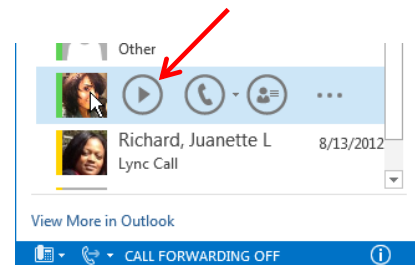 Other
Richard, Juanette L 8/13/2012
Lync Call
View More in Outlook
CALL FORWARDING OFF